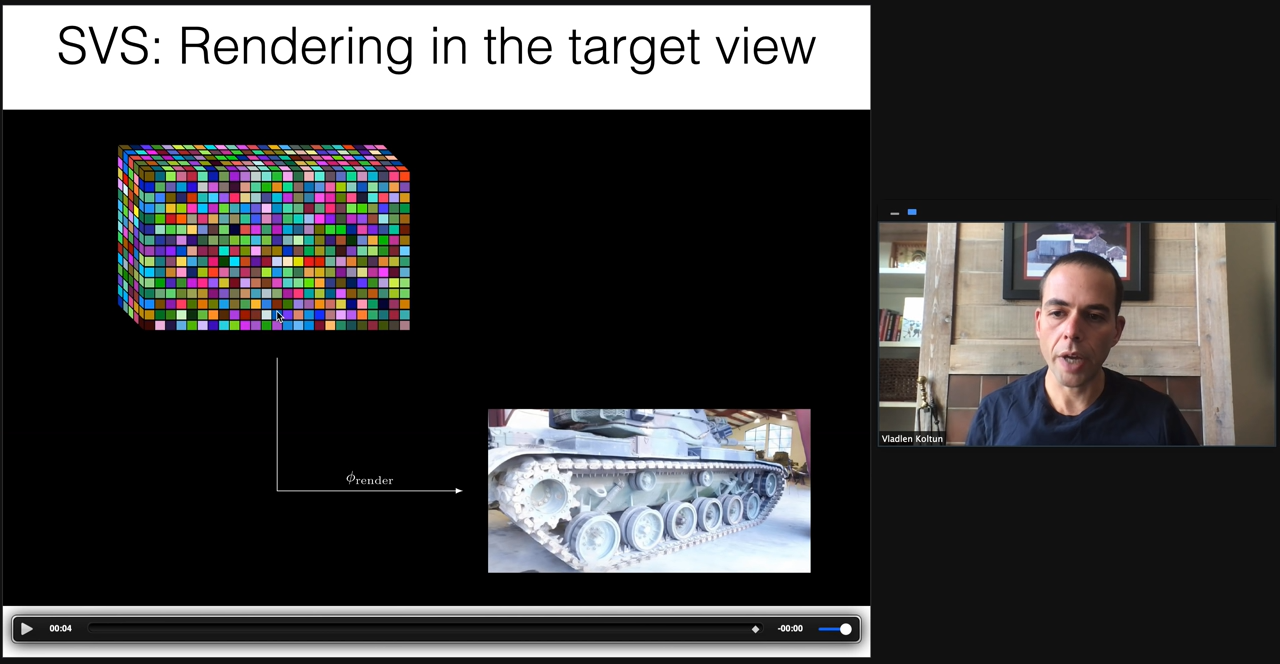 SVS: Rendering in the target view
ϕrender
Vladlen Koltun
00:04
-00:00